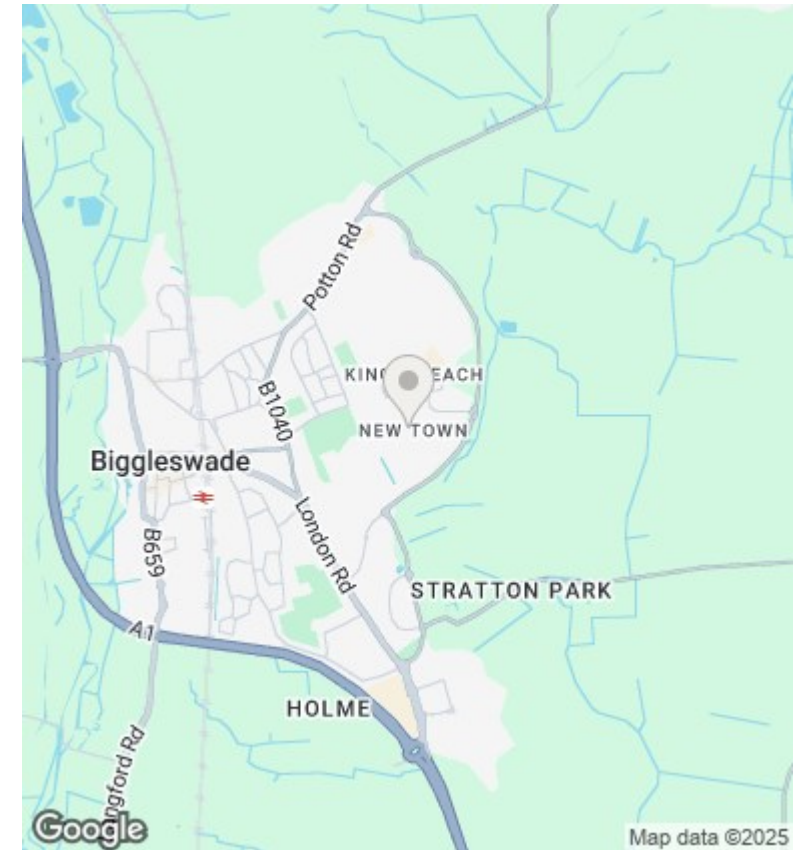 Potton Rd
KING EACH
NEW TOWN
B1040
Biggleswade
London Rd
B659
STRATTON PARK
A1
HOLME
Langford Rd
Google
Map data ©2025